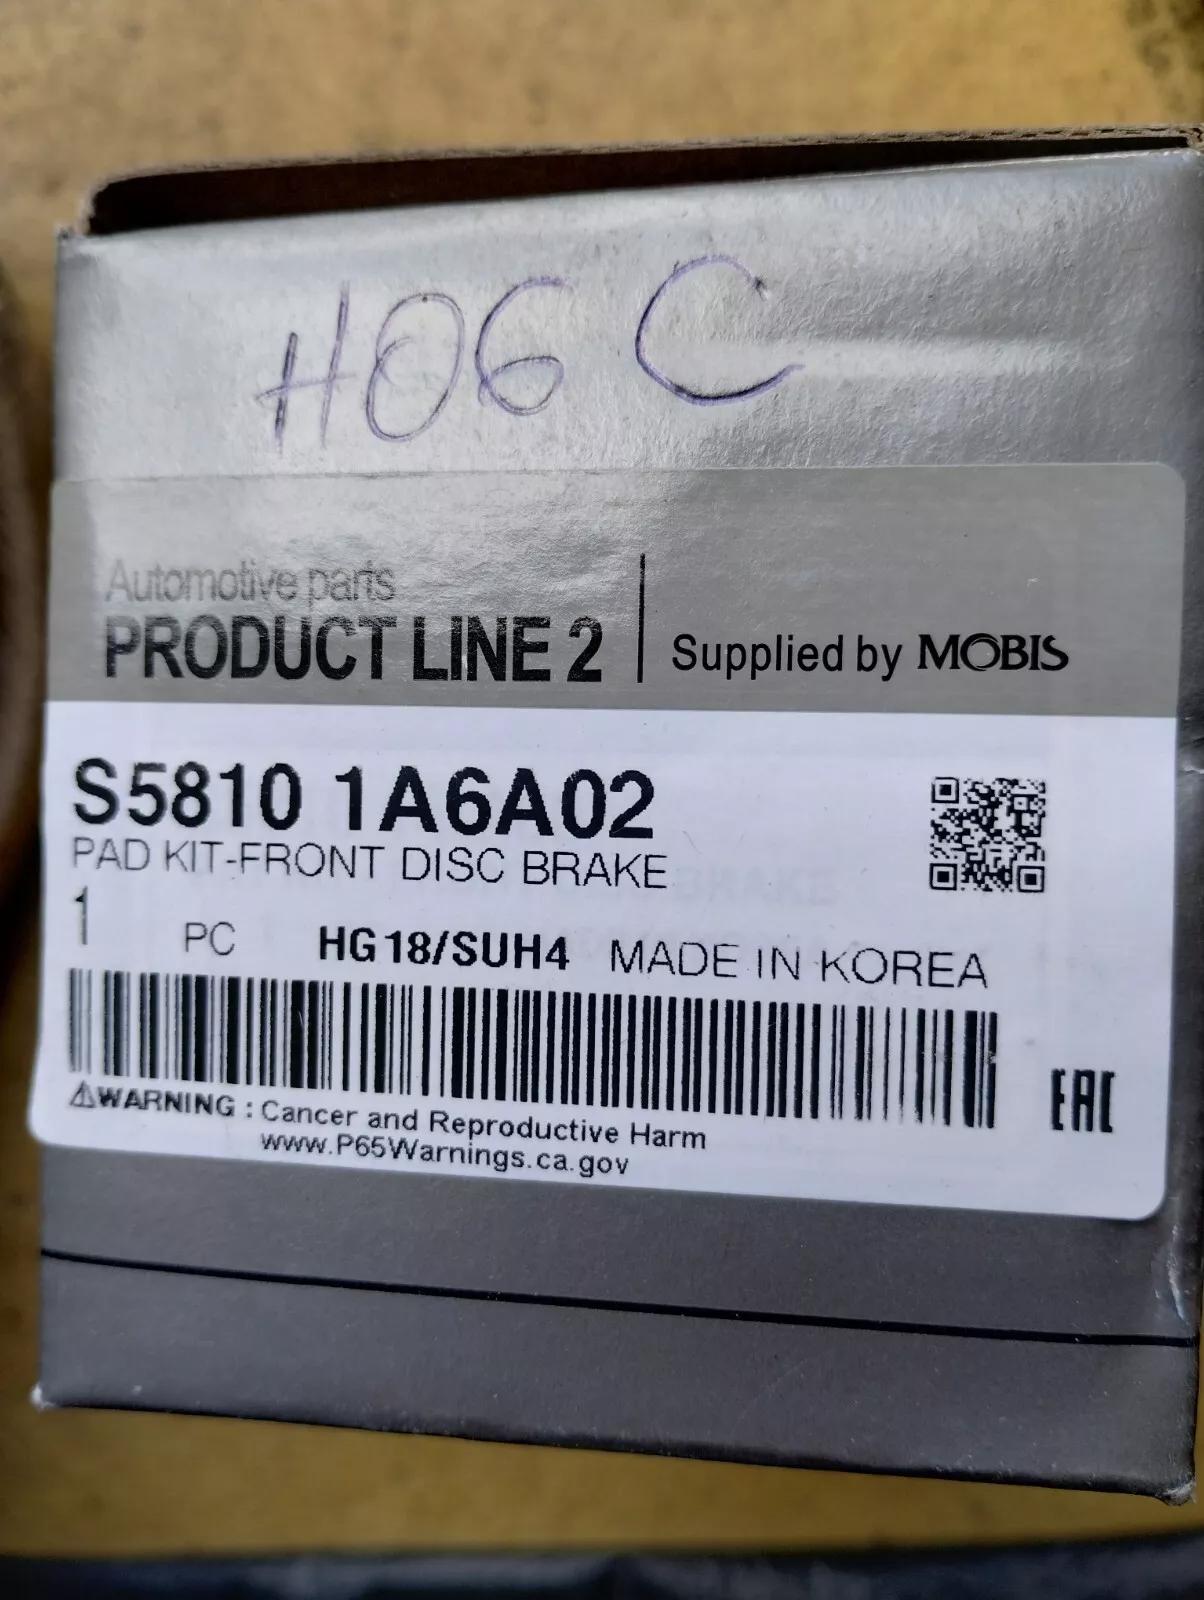 H06 C
Automotive parts
PRODUCT LINE 2
Supplied by MOBIS
S5810 1A6A02
PAD KIT-FRONT DISC BRAKE
1 PC HG18/SUH4 MADE IN KOREA
EAC
⚠WARNING : Cancer and Reproductive Harm
www.P65Warnings.ca.gov